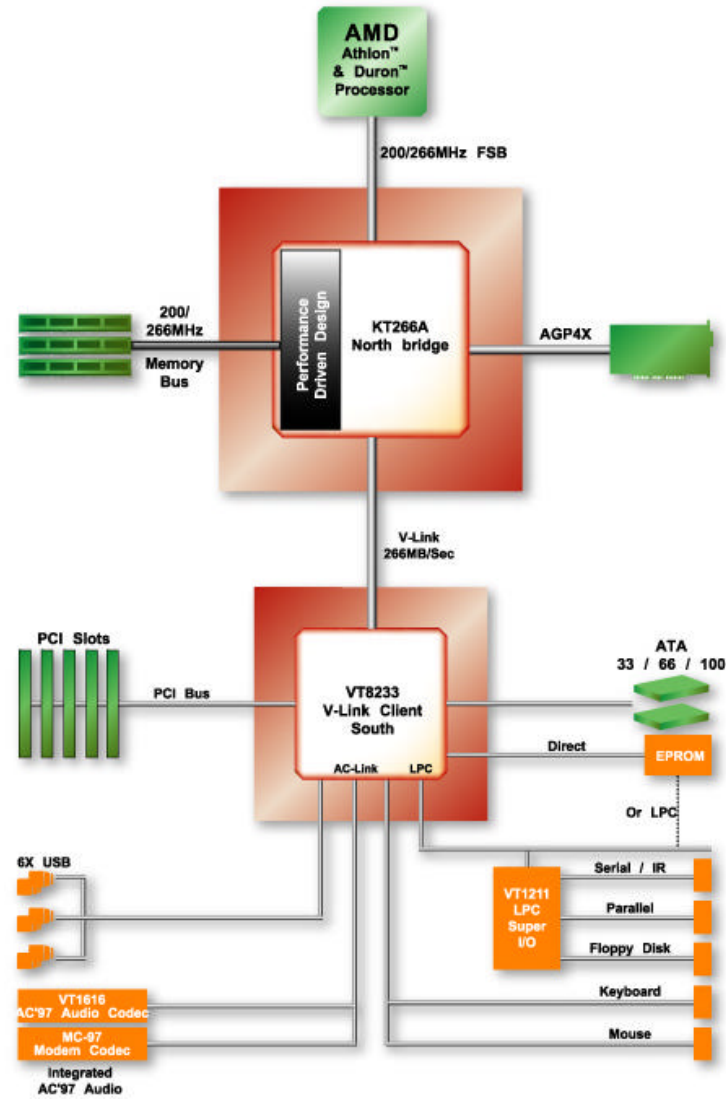 AMD
Athlon™
& Duron™
Processor
200/266MHz FSB
200/
266MHz
Memory
Bus
Performance
Driven Design
KT266A
North bridge
AGP4X
V-Link
266MB/Sec
PCI Slots
PCI Bus
VT8233
V-Link Client
South
AC-Link
LPC
ATA
33 / 66 / 100
Direct
EPROM
Or LPC
6X USB
VT1211
LPC
Super
I/O
Serial / IR
Parallel
Floppy Disk
Keyboard
Mouse
VT1616
AC'97 Audio Codec
MC-97
Modem Codec
Integrated
AC'97 Audio